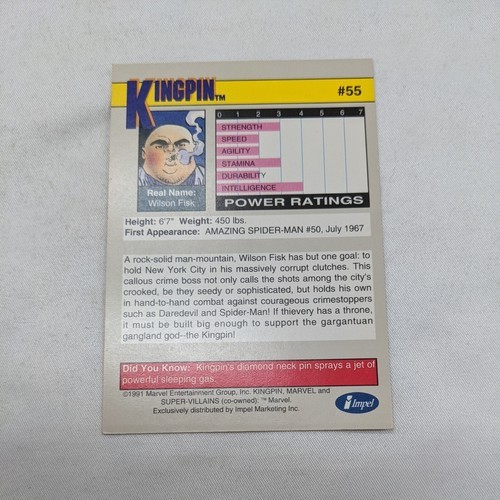 KINGPIN™
#55
0 1 2 3 4 5 6 7
STRENGTH
SPEED
AGILITY
STAMINA
DURABILITY
INTELLIGENCE
POWER RATINGS
Real Name:
Wilson Fisk
Height: 6'7" Weight: 450 lbs.
First Appearance: AMAZING SPIDER-MAN #50, July 1967
A rock-solid man-mountain, Wilson Fisk has but one goal: to
hold New York City in his massively corrupt clutches. This
callous crime boss not only calls the shots among the city's
crooked, be they seedy or sophisticated, but holds his own
in hand-to-hand combat against courageous crimestoppers
such as Daredevil and Spider-Man! If thievery has a throne,
it must be built big enough to support the gargantuan
gangland god--the Kingpin!
Did You Know: Kingpin's diamond neck pin sprays a jet of
powerful sleeping gas.
©1991 Marvel Entertainment Group, Inc. KINGPIN, MARVEL and
SUPER-VILLAINS (co-owned): ™ Marvel.
Exclusively distributed by Impel Marketing Inc.
Impel